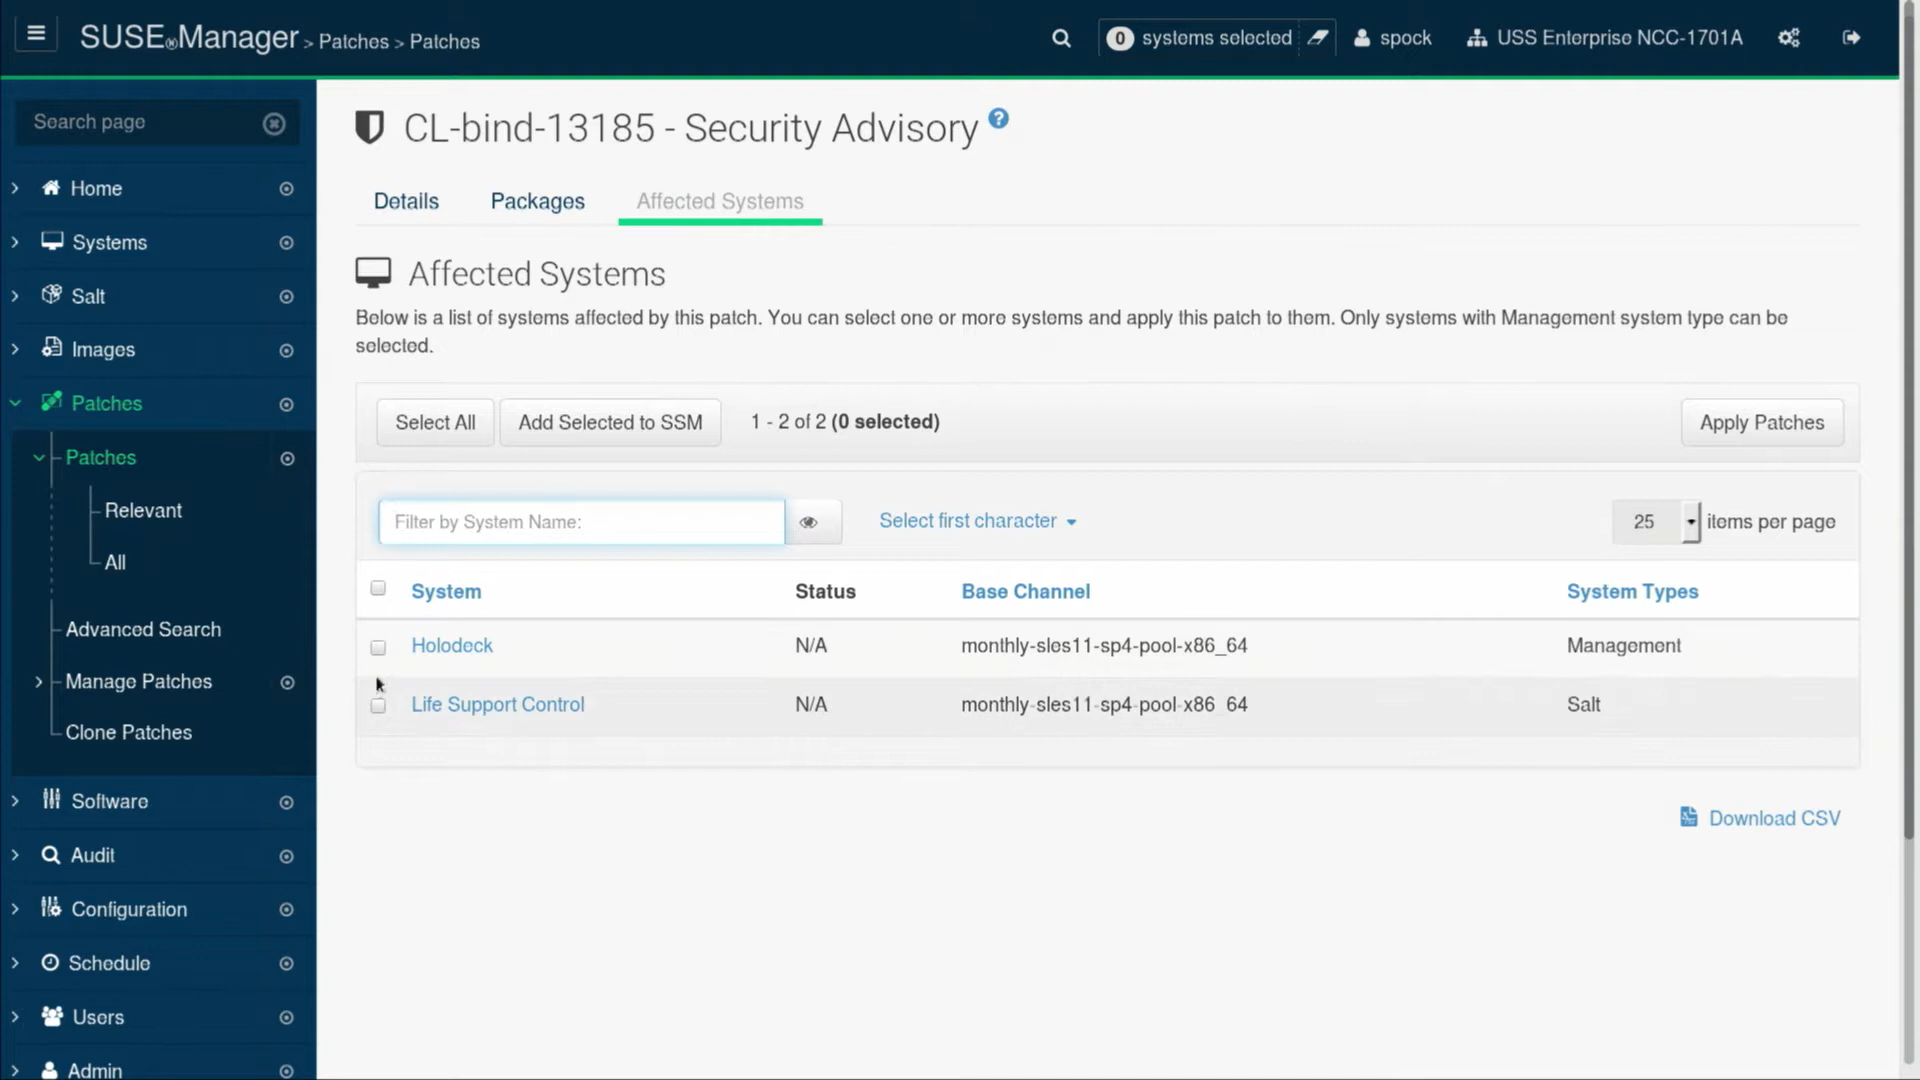 SUSE®Manager > Patches > Patches
0 systems selected
spock
USS Enterprise NCC-1701A
Search page
Home
Systems
Salt
Images
Patches
Patches
Relevant
All
Advanced Search
Manage Patches
Clone Patches
Software
Audit
Configuration
Schedule
Users
Admin
CL-bind-13185 - Security Advisory ?
Details Packages Affected Systems
Affected Systems
Below is a list of systems affected by this patch. You can select one or more systems and apply this patch to them. Only systems with Management system type can be
selected.
Select All Add Selected to SSM 1 - 2 of 2 (0 selected) Apply Patches
Filter by System Name: Select first character 25 items per page
System Status Base Channel System Types
Holodeck N/A monthly-sles11-sp4-pool-x86_64 Management
Life Support Control N/A monthly-sles11-sp4-pool-x86_64 Salt
Download CSV